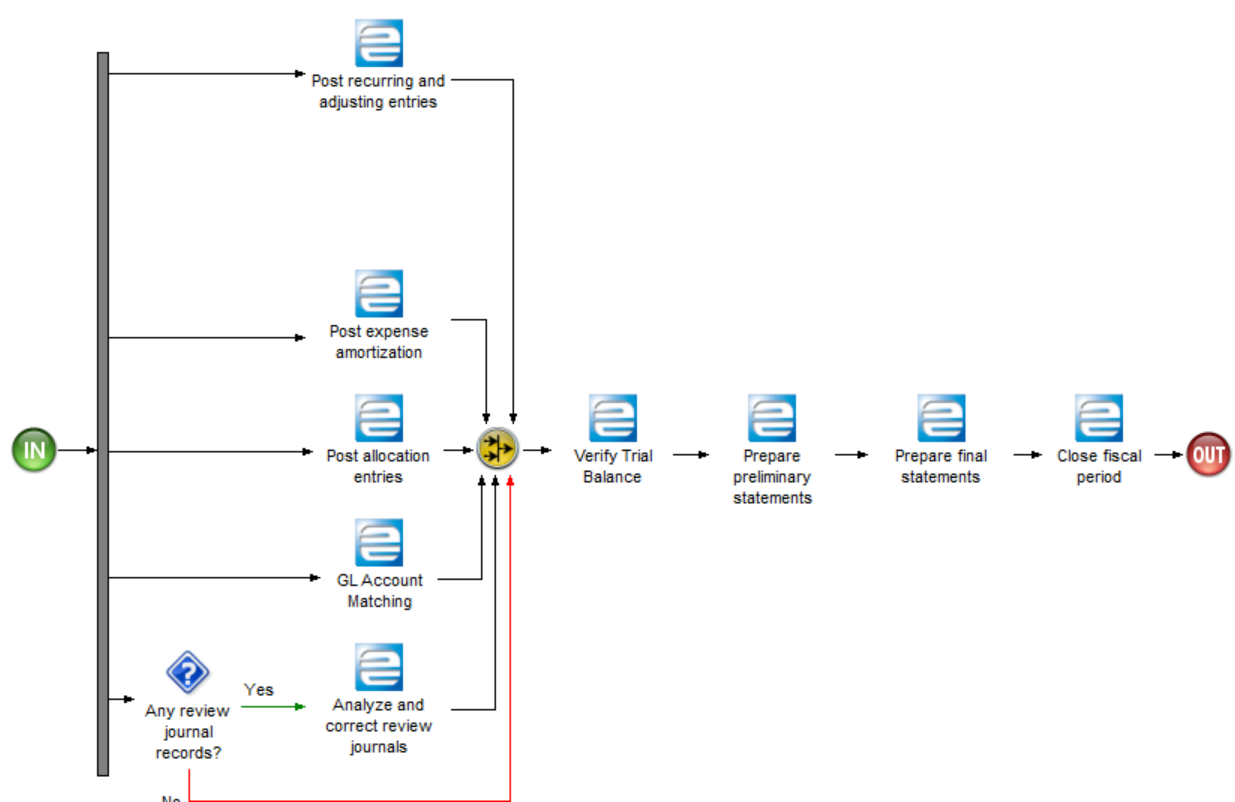 Post recurring and
adjusting entries
Post expense
amortization
IN
Post allocation
entries
Verify Trial
Balance
Prepare
preliminary
statements
Prepare final
statements
Close fiscal
period
OUT
GL Account
Matching
?
Any review
journal
records?
Yes
Analyze and
correct review
journals
No